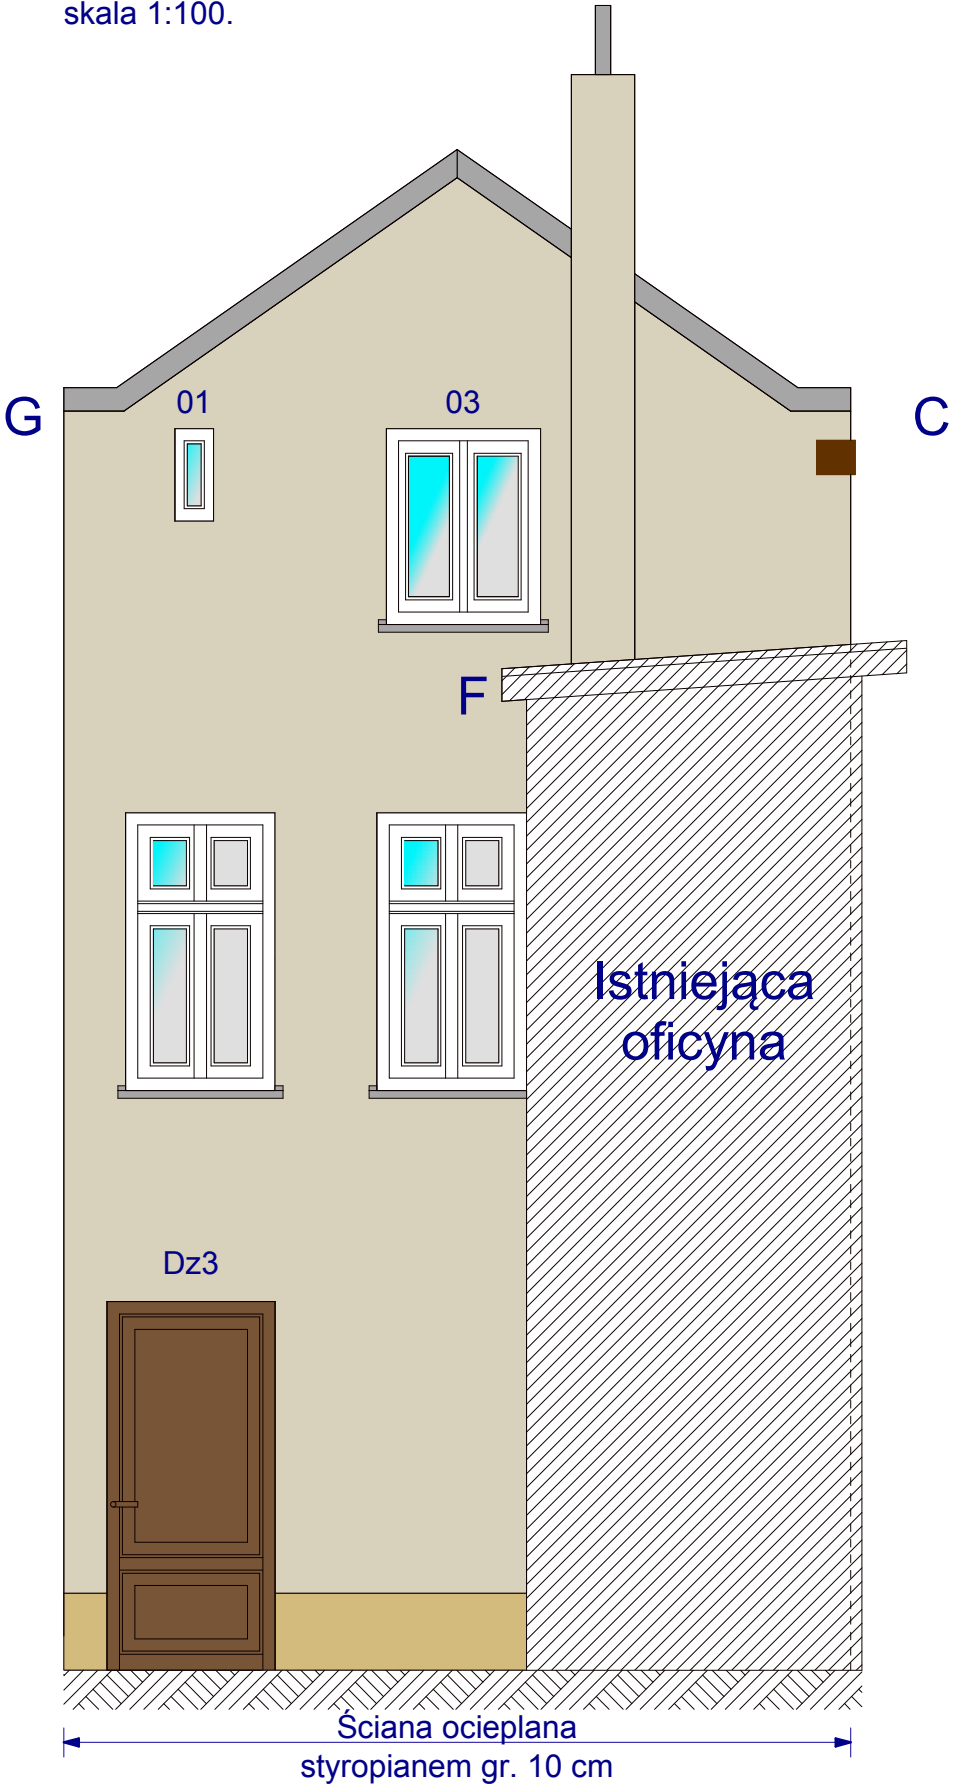 skala 1:100.
G
01
03
C
F
Istniejąca
oficyna
Dz3
Ściana ocieplana
styropianem gr. 10 cm